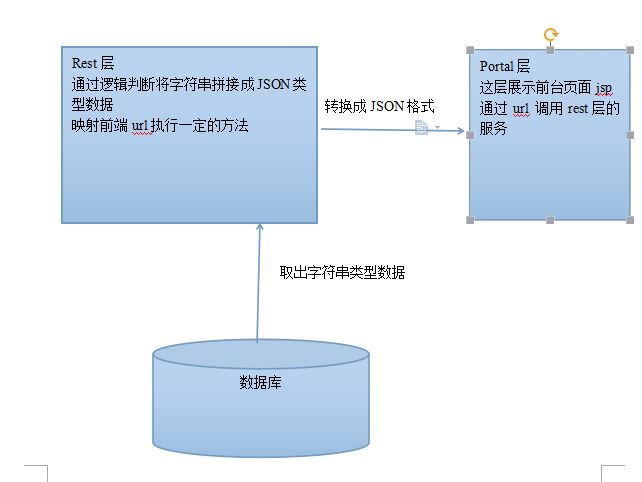 Rest 层
通过逻辑判断将字符串拼接成 JSON 类
型数据
映射前端 url 执行一定的方法
转换成 JSON 格式
Portal 层
这层展示前台页面 jsp
通过 url 调用 rest 层的
服务
取出字符串类型数据
数据库